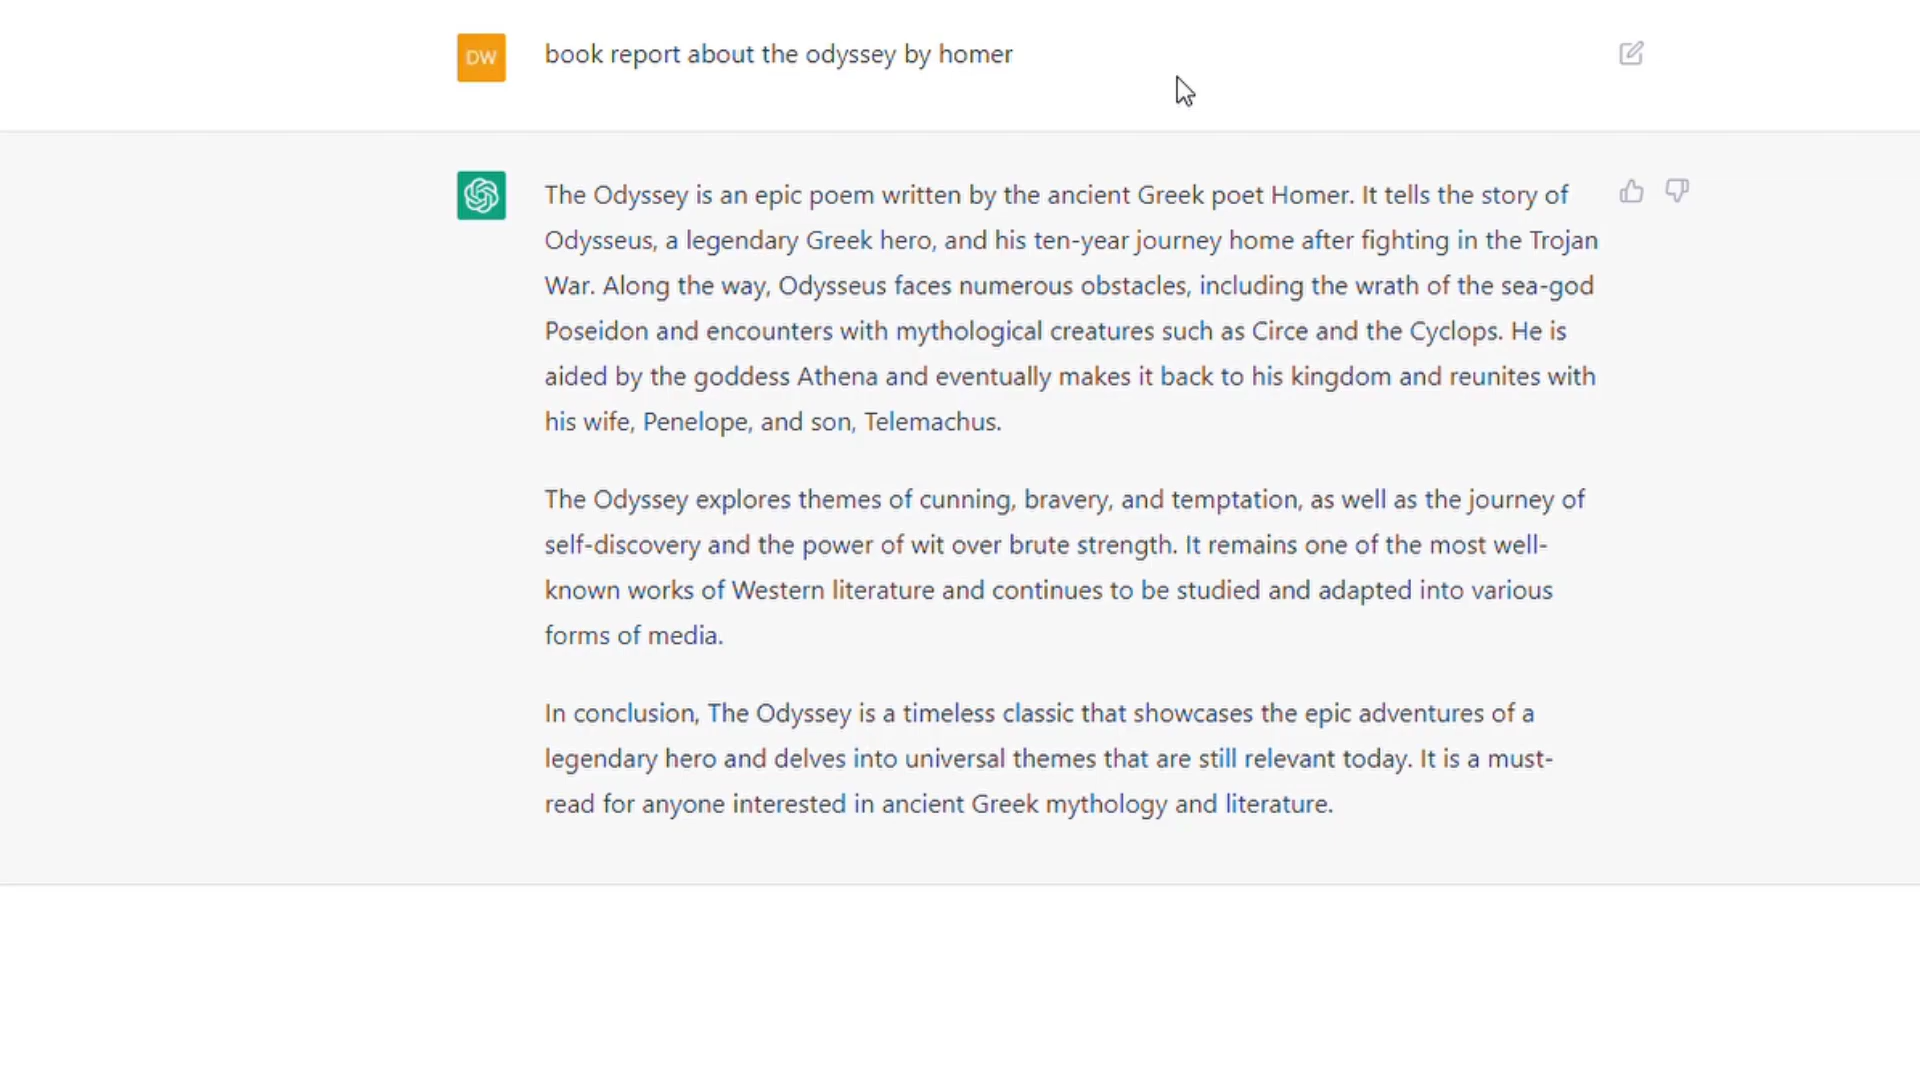 DW
book report about the odyssey by homer
The Odyssey is an epic poem written by the ancient Greek poet Homer. It tells the story of
Odysseus, a legendary Greek hero, and his ten-year journey home after fighting in the Trojan
War. Along the way, Odysseus faces numerous obstacles, including the wrath of the sea-god
Poseidon and encounters with mythological creatures such as Circe and the Cyclops. He is
aided by the goddess Athena and eventually makes it back to his kingdom and reunites with
his wife, Penelope, and son, Telemachus.
The Odyssey explores themes of cunning, bravery, and temptation, as well as the journey of
self-discovery and the power of wit over brute strength. It remains one of the most well-
known works of Western literature and continues to be studied and adapted into various
forms of media.
In conclusion, The Odyssey is a timeless classic that showcases the epic adventures of a
legendary hero and delves into universal themes that are still relevant today. It is a must-
read for anyone interested in ancient Greek mythology and literature.